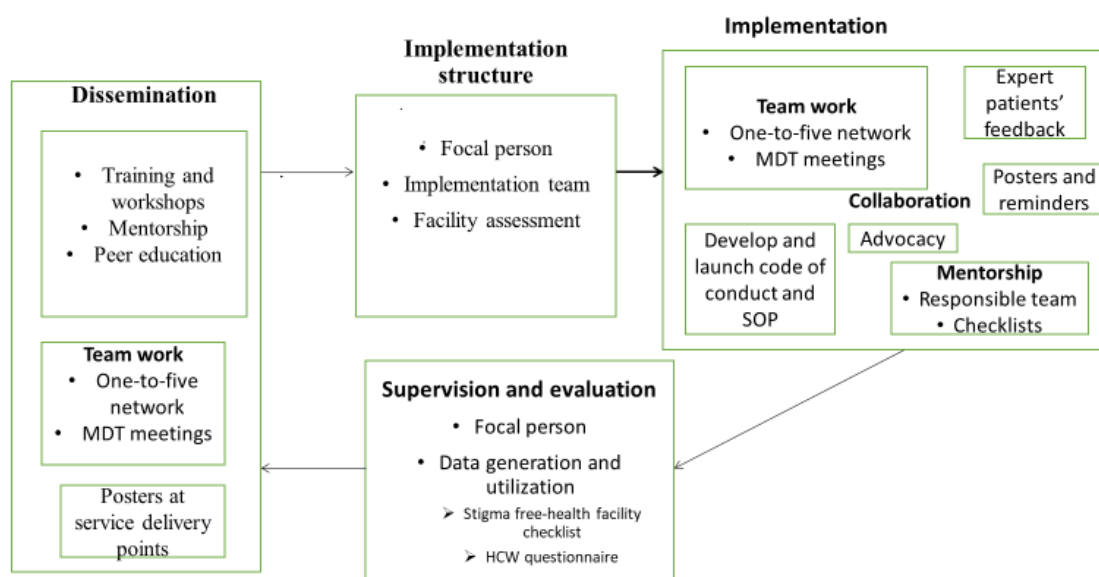 Dissemination
• Training and
workshops
• Mentorship
• Peer education
Team work
• One-to-five
network
• MDT meetings
Posters at
service delivery
points
Implementation
structure
• Focal person
• Implementation team
• Facility assessment
Implementation
Team work
• One-to-five network
• MDT meetings
Expert
patients’
feedback
Posters and
reminders
Collaboration
Advocacy
Develop and
launch code of
conduct and
SOP
Mentorship
• Responsible team
• Checklists
Supervision and evaluation
• Focal person
• Data generation and
utilization
➢ Stigma free-health facility
checklist
➢ HCW questionnaire